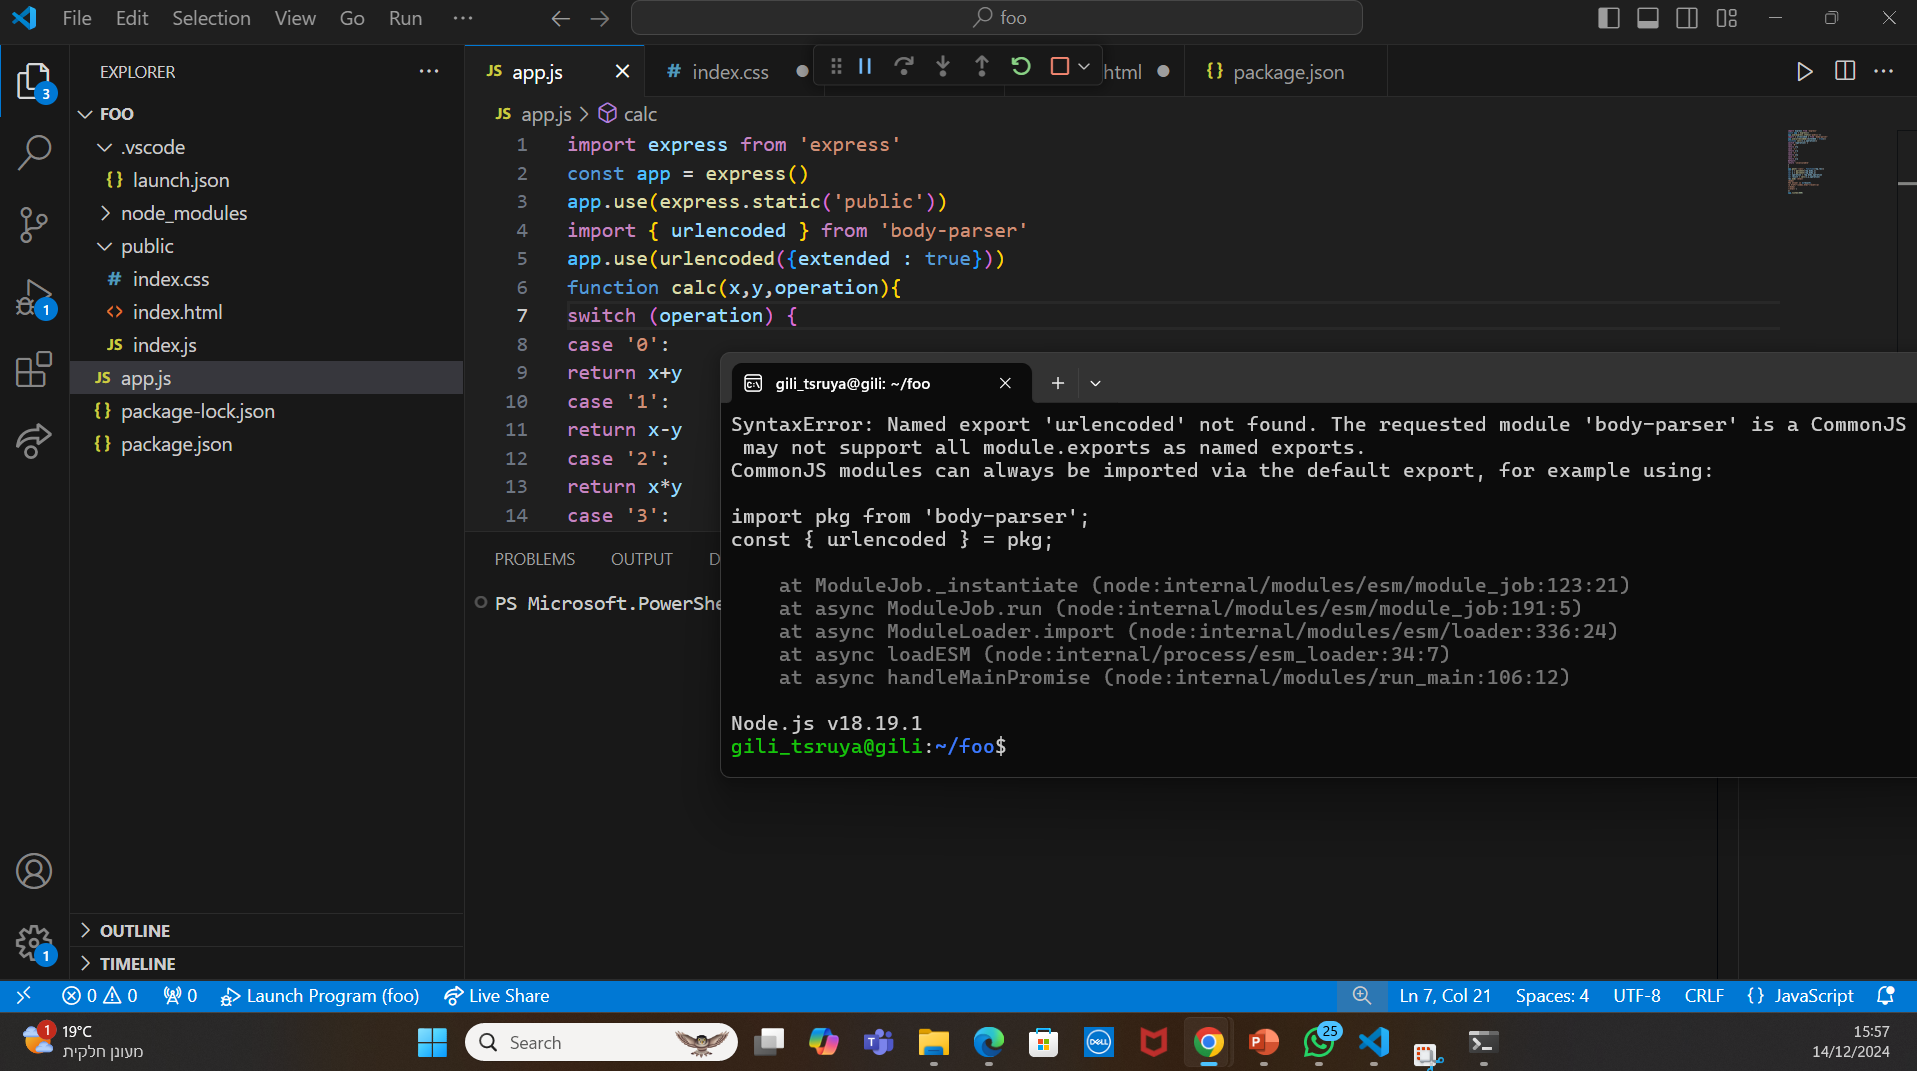 File Edit Selection View Go Run ··· foo
EXPLORER
FOO
.vscode
{} launch.json
node_modules
public
# index.css
<> index.html
JS index.js
JS app.js
{} package-lock.json
{} package.json
OUTLINE
TIMELINE
3
1
1
JS app.js
# index.css
html
{} package.json
JS app.js > calc
1 import express from 'express'
2 const app = express()
3 app.use(express.static('public'))
4 import { urlencoded } from 'body-parser'
5 app.use(urlencoded({extended : true}))
6 function calc(x,y,operation){
7 switch (operation) {
8 case '0':
9 return x+y
10 case '1':
11 return x-y
12 case '2':
13 return x*y
14 case '3':
PROBLEMS OUTPUT D
PS Microsoft.PowerShe
gili_tsruya@gili: ~/foo
SyntaxError: Named export 'urlencoded' not found. The requested module 'body-parser' is a CommonJS
may not support all module.exports as named exports.
CommonJS modules can always be imported via the default export, for example using:
import pkg from 'body-parser';
const { urlencoded } = pkg;
at ModuleJob._instantiate (node:internal/modules/esm/module_job:123:21)
at async ModuleJob.run (node:internal/modules/esm/module_job:191:5)
at async ModuleLoader.import (node:internal/modules/esm/loader:336:24)
at async loadESM (node:internal/process/esm_loader:34:7)
at async handleMainPromise (node:internal/modules/run_main:106:12)
Node.js v18.19.1
gili_tsruya@gili:~/foo$
0 0 0 Launch Program (foo) Live Share Ln 7, Col 21 Spaces: 4 UTF-8 CRLF {} JavaScript
1 19°C
מעונן חלקית
Search
DELL
25
15:57
14/12/2024